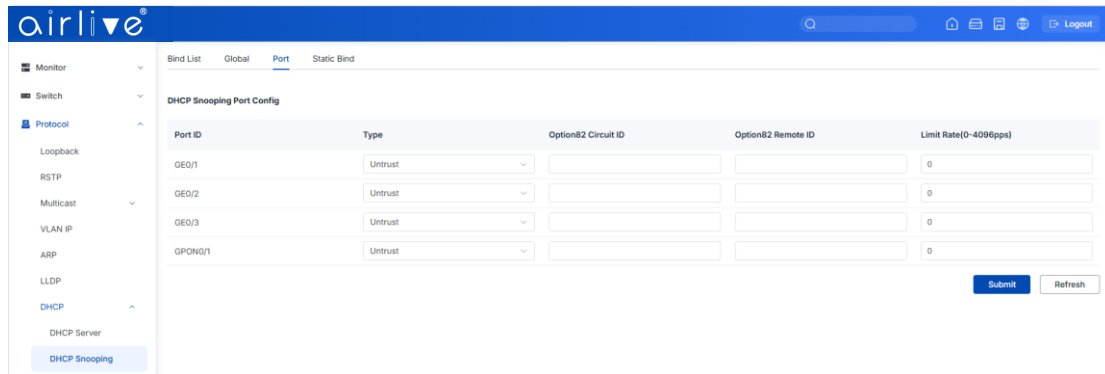 airlive®
Logout
Monitor
Switch
Protocol
Loopback
RSTP
Multicast
VLAN IP
ARP
LLDP
DHCP
DHCP Server
DHCP Snooping
Bind List Global Port Static Bind
DHCP Snooping Port Config
Port ID Type Option82 Circuit ID Option82 Remote ID Limit Rate(0-4096pps)
GE0/1 Untrust 0
GE0/2 Untrust 0
GE0/3 Untrust 0
GPON0/1 Untrust 0
Submit Refresh